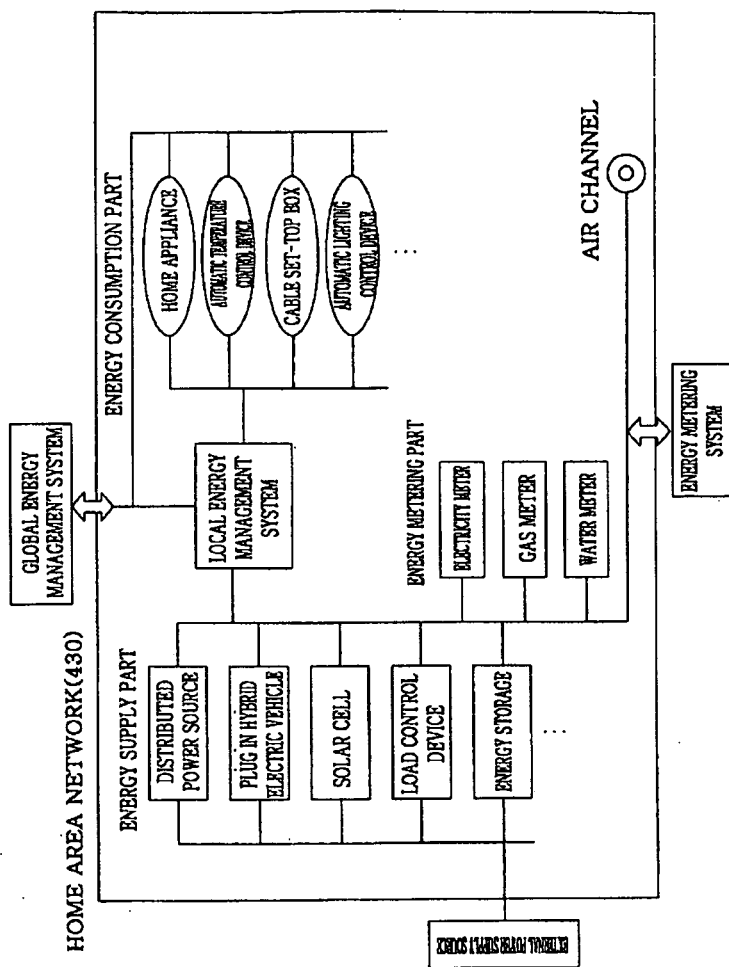 HOME AREA NETWORK(430)
GLOBAL ENERGY
MANAGEMENT SYSTEM
ENERGY SUPPLY PART
DISTRIBUTED
POWER SOURCE
PLUG IN HYBRID
ELECTRIC VEHICLE
SOLAR CELL
LOAD CONTROL
DEVICE
ENERGY STORAGE
...
EXTERNAL POWER SUPPLY SOURCE
LOCAL ENERGY
MANAGEMENT
SYSTEM
ENERGY CONSUMPTION PART
HOME APPLIANCE
AUTOMATIC TEMPERATURE
CONTROL DEVICE
CABLE SET-TOP BOX
AUTOMATIC LIGHTING
CONTROL DEVICE
...
ENERGY METERING PART
ELECTRICITY METER
GAS METER
WATER METER
AIR CHANNEL
ENERGY METERING
SYSTEM